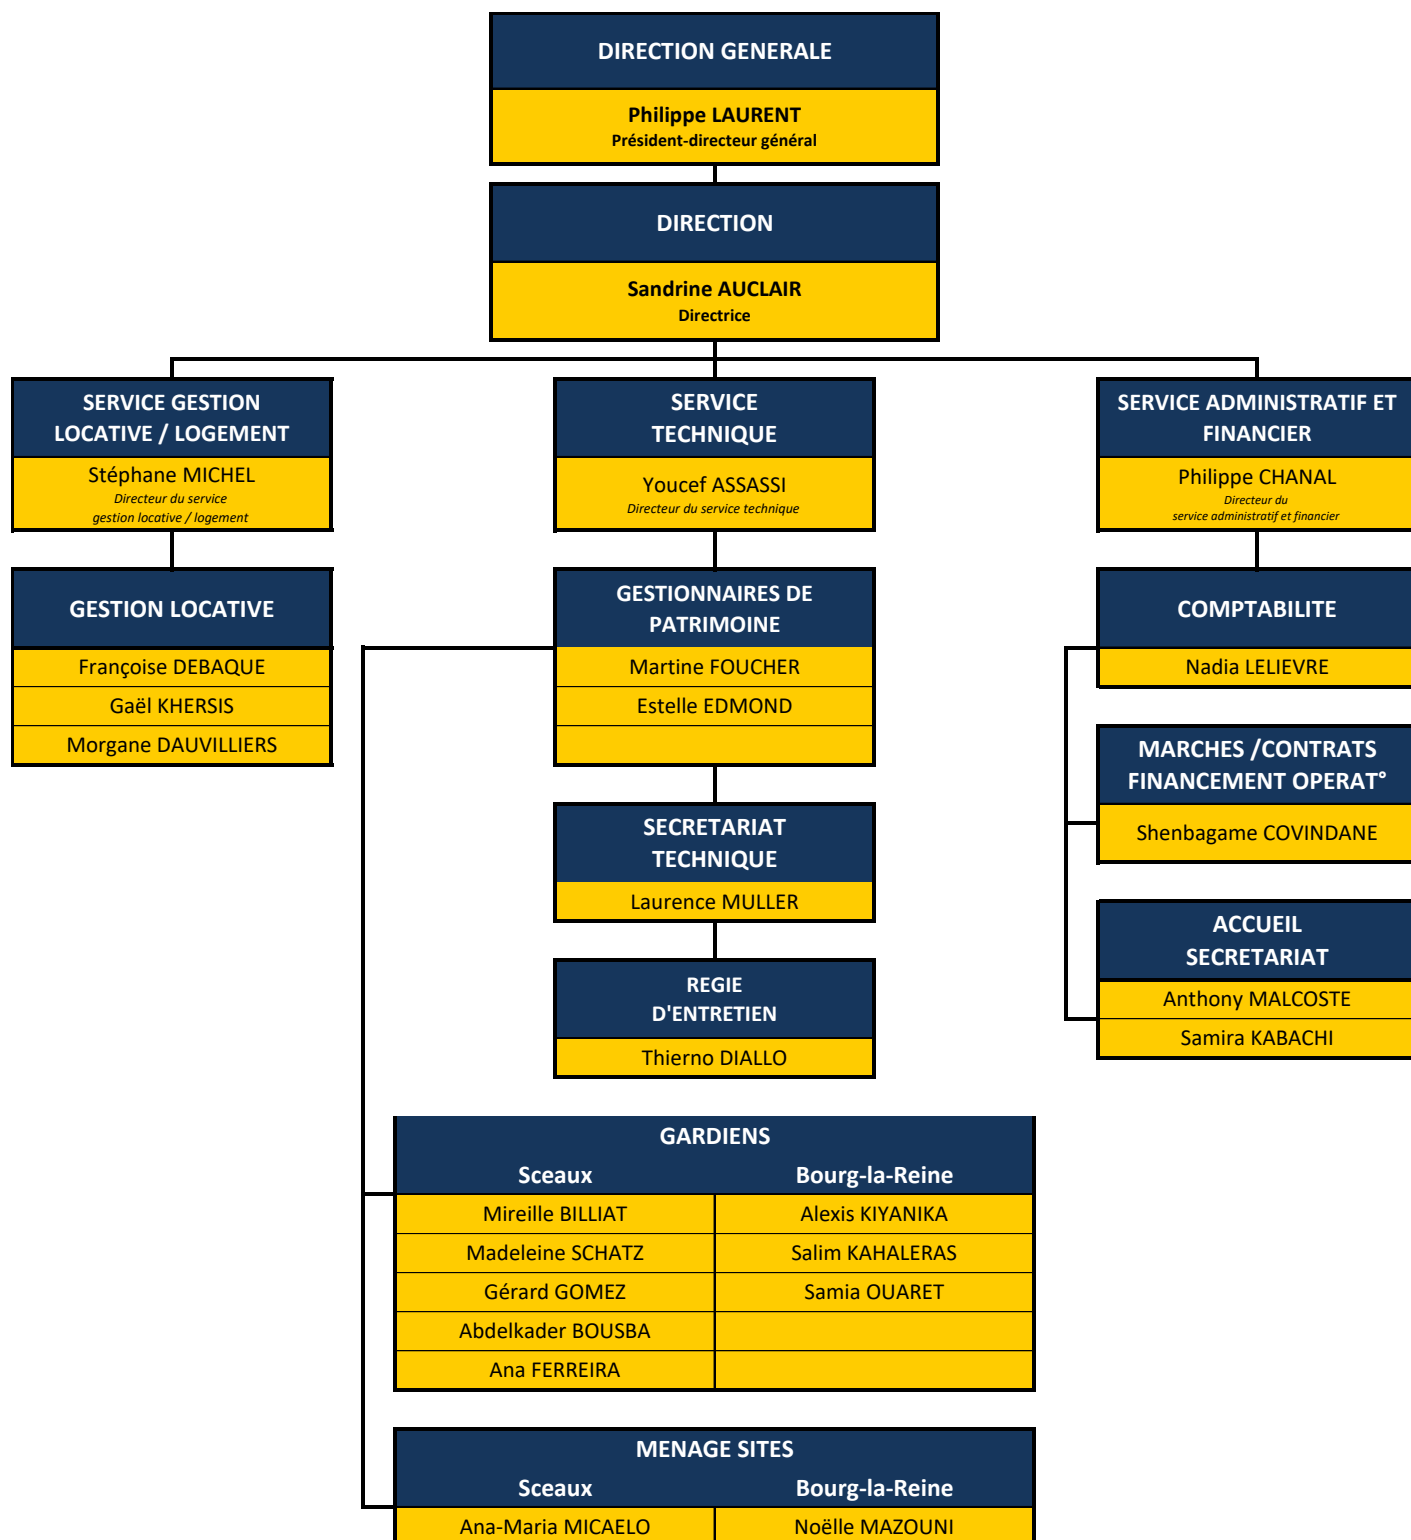 DIRECTION GENERALE
Philippe LAURENT
Président-directeur général
DIRECTION
Sandrine AUCLAIR
Directrice
SERVICE GESTION
LOCATIVE / LOGEMENT
Stéphane MICHEL
Directeur du service
gestion locative / logement
SERVICE
TECHNIQUE
Youcef ASSASSI
Directeur du service technique
SERVICE ADMINISTRATIF ET
FINANCIER
Philippe CHANAL
Directeur du
service administratif et financier
GESTION LOCATIVE
Françoise DEBAQUE
Gaël KHERSIS
Morgane DAUVILLIERS
GESTIONNAIRES DE
PATRIMOINE
Martine FOUCHER
Estelle EDMOND
SECRETARIAT
TECHNIQUE
Laurence MULLER
REGIE
D'ENTRETIEN
Thierno DIALLO
COMPTABILITE
Nadia LELIEVRE
MARCHES /CONTRATS
FINANCEMENT OPERAT°
Shenbagame COVINDANE
ACCUEIL
SECRETARIAT
Anthony MALCOSTE
Samira KABACHI
GARDIENS
Sceaux Bourg-la-Reine
Mireille BILLIAT Alexis KIYANIKA
Madeleine SCHATZ Salim KAHALERAS
Gérard GOMEZ Samia OUARET
Abdelkader BOUSBA
Ana FERREIRA
MENAGE SITES
Sceaux Bourg-la-Reine
Ana-Maria MICAELO Noëlle MAZOUNI